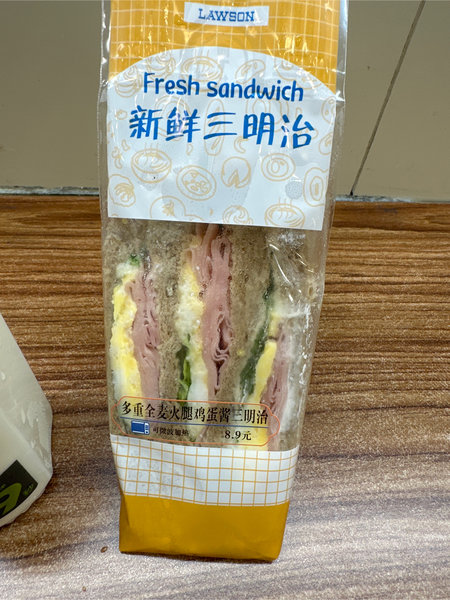 LAWSON
Fresh sandwich
新鲜三明治
多重全麦火腿鸡蛋酱三明治
可微波加热 8.9元